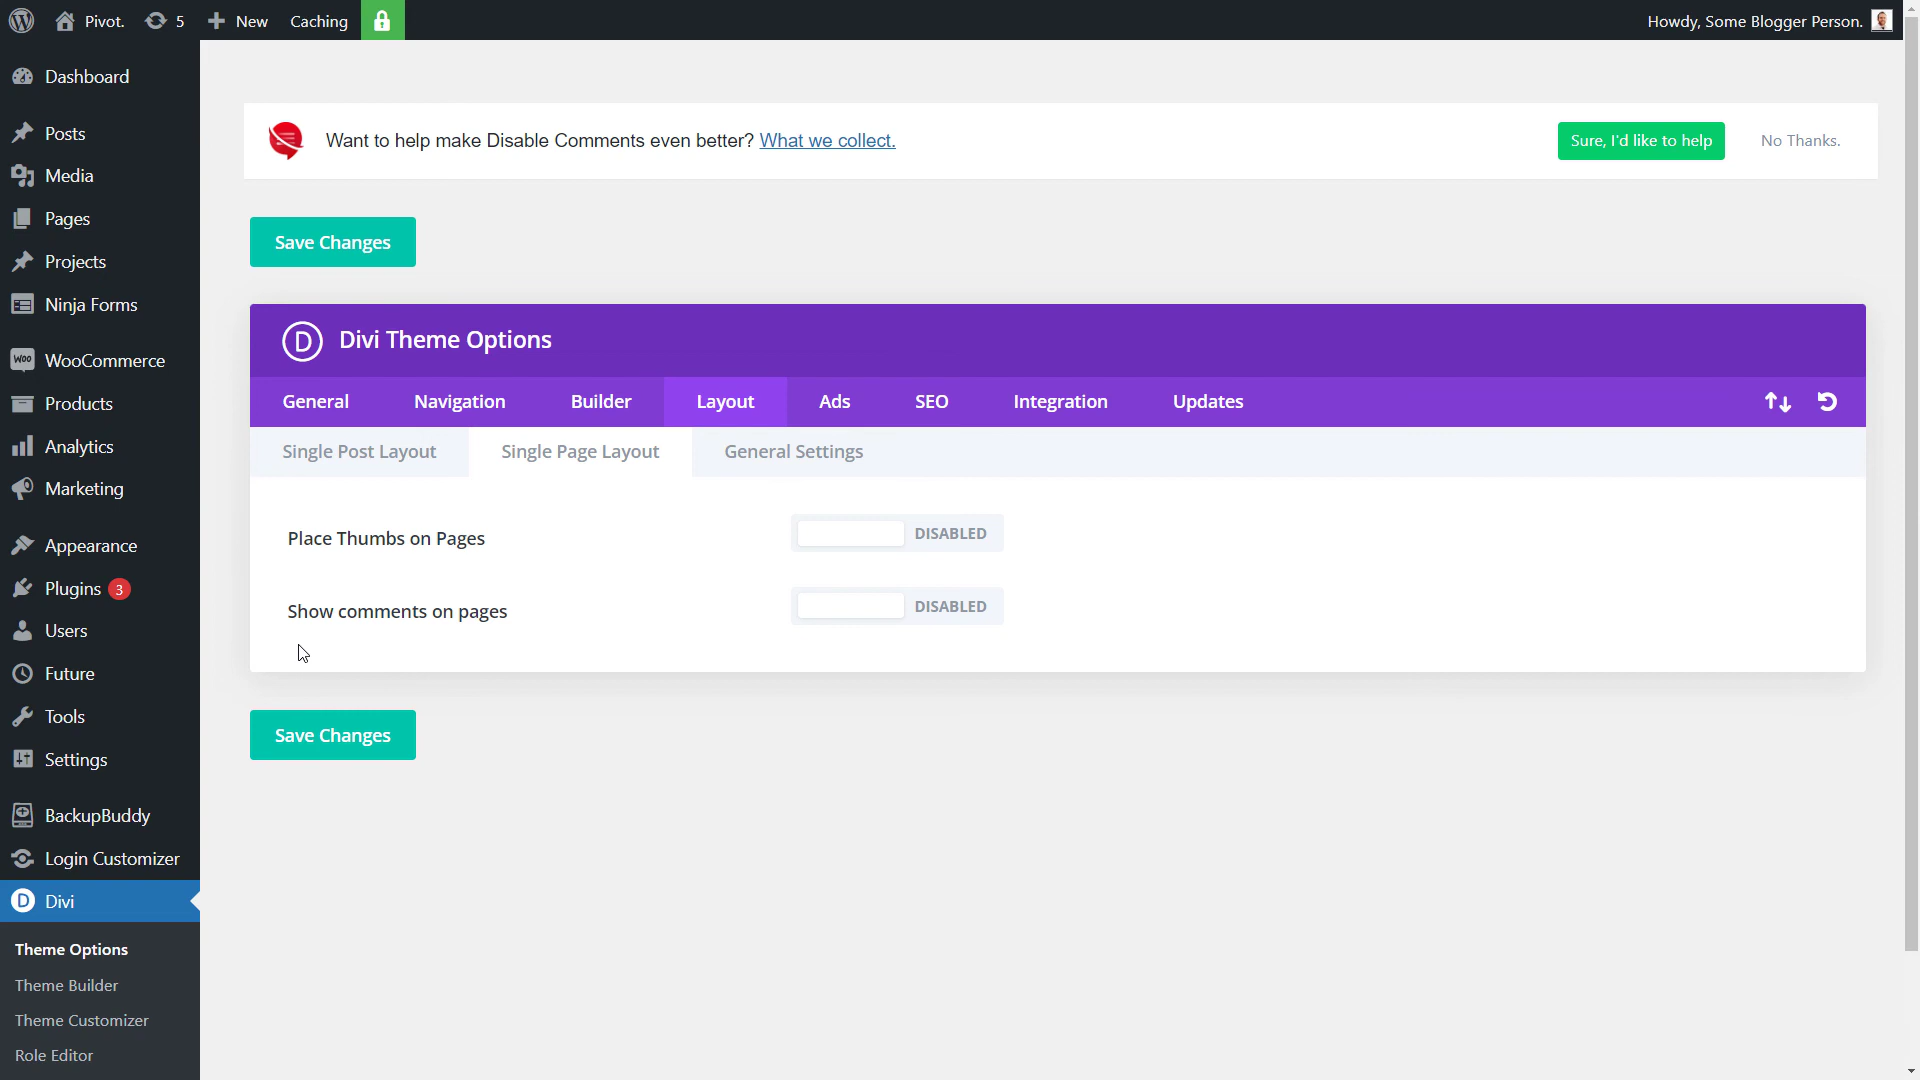 Pivot.
5
New
Caching
Howdy, Some Blogger Person.
Dashboard
Posts
Media
Pages
Projects
Ninja Forms
Woo
WooCommerce
Products
Analytics
Marketing
Appearance
Plugins 3
Users
Future
Tools
Settings
BackupBuddy
Login Customizer
D Divi
Theme Options
Theme Builder
Theme Customizer
Role Editor
Want to help make Disable Comments even better? What we collect.
Sure, I'd like to help
No Thanks.
Save Changes
D Divi Theme Options
General
Navigation
Builder
Layout
Ads
SEO
Integration
Updates
Single Post Layout
Single Page Layout
General Settings
Place Thumbs on Pages
DISABLED
Show comments on pages
DISABLED
Save Changes